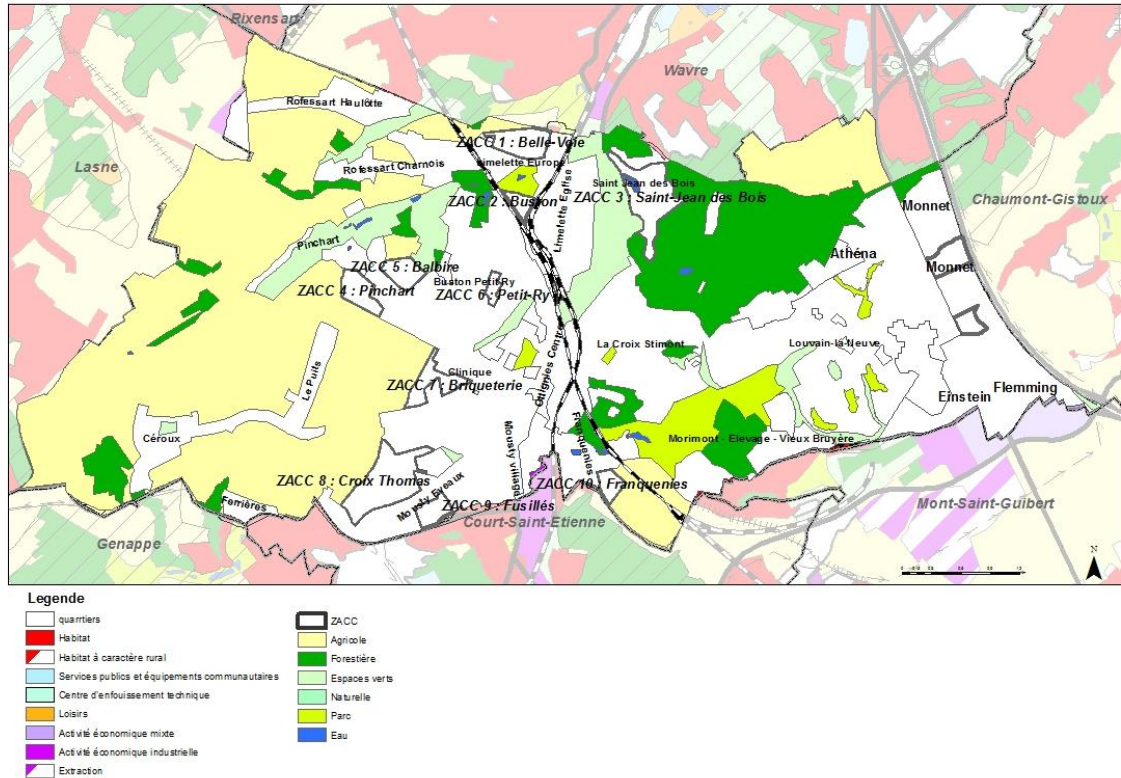 Rixensart
Wavre
Rofessart Haulôtte
ZACC 1 : Belle-Voie
Limelette Europe
Lasne
Rofessart Charnois
Saint Jean des Bois
ZACC 2 : Buston
ZACC 3 : Saint-Jean des Bois
Limelette Eglise
Chaumont-Gistoux
Monnet
Pinchart
Athéna
Monnet
ZACC 5 : Balbire
Buston Petit-Ry
ZACC 4 : Pinchart
ZACC 6 : Petit-Ry
La Croix Stimont
Louvain-la-Neuve
Ottignies Centre
Le Puits
Clinique
ZACC 7 : Briqueterie
Flemming
Einstein
Céroux
Franquenies
Mousty village
Morimont - Elevage - Vieux Bruyère
ZACC 8 : Croix Thomas
ZACC 10 : Franquenies
Mousty Eveaux
Ferrières
ZACC 9 : Fusillés
Mont-Saint-Guibert
Court-Saint-Etienne
Genappe
N
Legende
quarrtiers
Habitat
Habitat à caractère rural
Services publics et équipements communautaires
Centre d'enfouissement technique
Loisirs
Activité économique mixte
Activité économique industrielle
Extraction
ZACC
Agricole
Forestière
Espaces verts
Naturelle
Parc
Eau